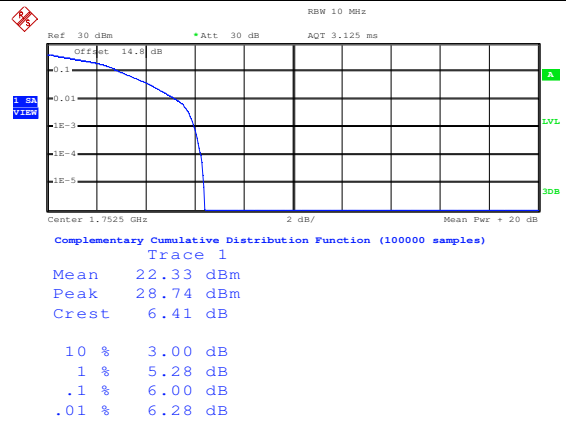 RBW 10 MHz
Ref 30 dBm *Att 30 dB AQT 3.125 ms
Offset 14.8 dB
0.1
A
0.01
1 SA
VIEW
1E-3
LVL
1E-4
1E-5
3DB
Center 1.7525 GHz 2 dB/ Mean Pwr + 20 dB
Complementary Cumulative Distribution Function (100000 samples)
Trace 1
Mean 22.33 dBm
Peak 28.74 dBm
Crest 6.41 dB
10 % 3.00 dB
1 % 5.28 dB
.1 % 6.00 dB
.01 % 6.28 dB